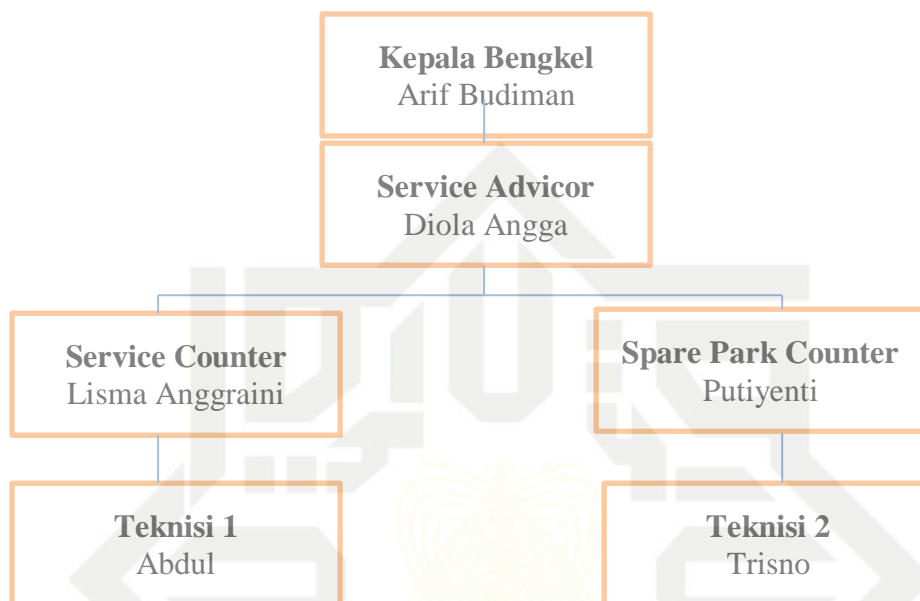 Kepala Bengkel
Arif Budiman
Service Advicor
Diola Angga
Service Counter
Lisma Anggraini
Spare Park Counter
Putiyenti
Teknisi 1
Abdul
Teknisi 2
Trisno